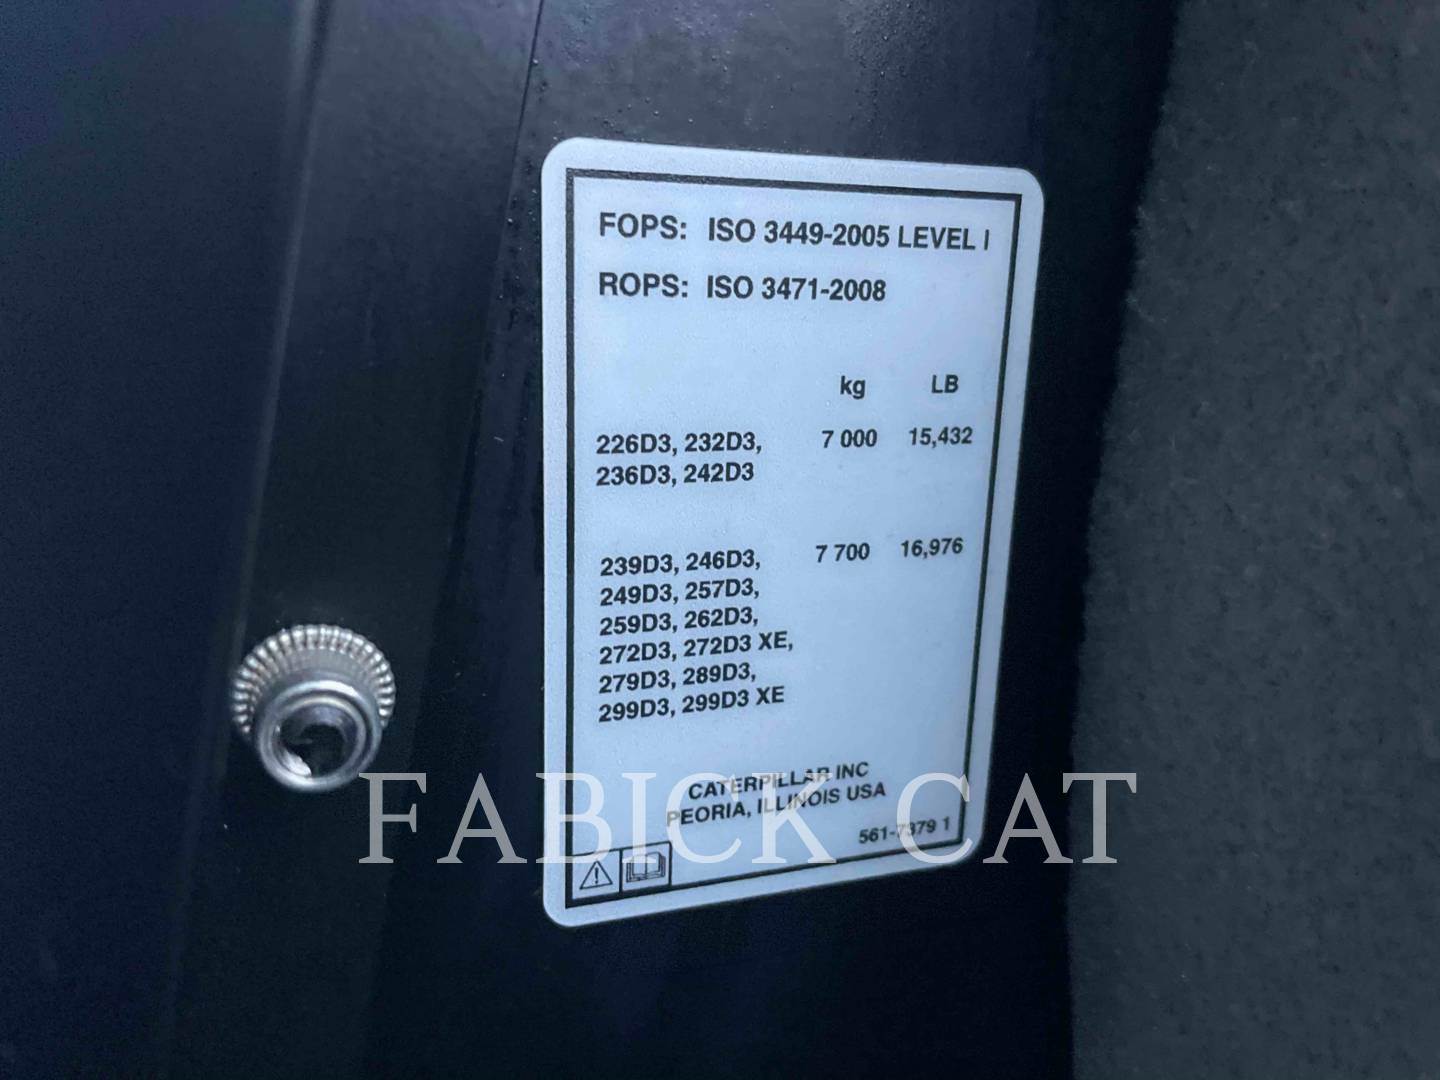 FOPS: ISO 3449-2005 LEVEL I
ROPS: ISO 3471-2008
kg LB
226D3, 232D3, 7 000 15,432
236D3, 242D3
239D3, 246D3, 7 700 16,976
249D3, 257D3,
259D3, 262D3,
272D3, 272D3 XE,
279D3, 289D3,
299D3, 299D3 XE
CATERPILLAR INC
PEORIA, ILLINOIS USA
561-7379 1
FABICK CAT